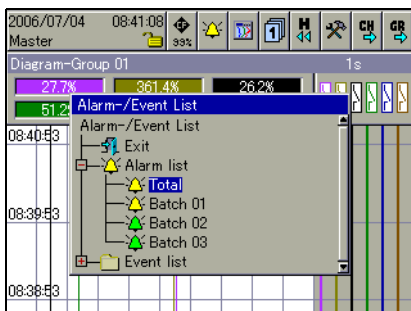 2006/07/04 08:41:08
Master
99%
1
H
CH
GR
Diagram-Group 01 1s
27.7% 361.4% 26.2%
51.2
Alarm-/Event List
Alarm-/Event List
Exit
Alarm list
Total
Batch 01
Batch 02
Batch 03
Event list
08:40:53
08:39:53
08:38:53